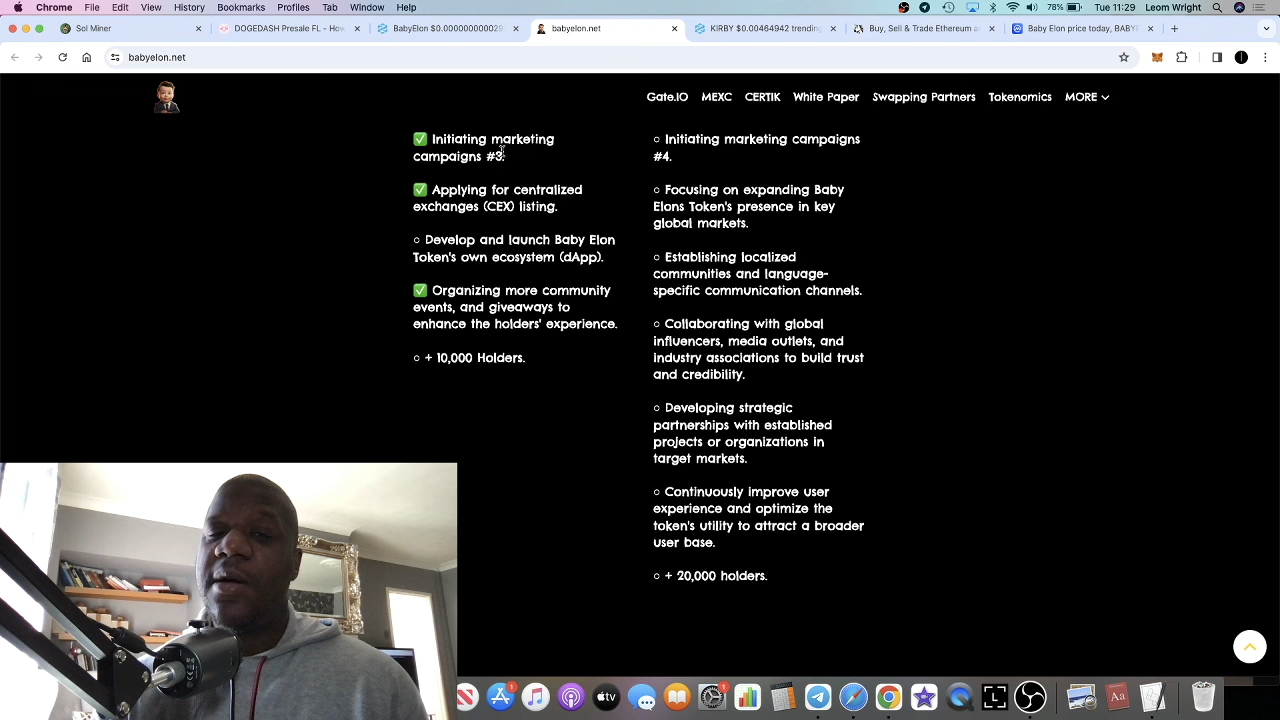 Chrome File Edit View History Bookmarks Profiles Tab Window Help
78% Tue 11:29 Leon Wright
Sol Miner
DOGEDASH Presale FL - How
BabyElon $0.00000000029
babyelon.net
KIRBY $0.00464942 trending
Buy, Sell & Trade Ethereum a
Baby Elon price today, BABYE
babyelon.net
Gate.IO MEXC CERTIK White Paper Swapping Partners Tokenomics MORE
✅ Initiating marketing
campaigns #3.
✅ Applying for centralized
exchanges (CEX) listing.
○ Develop and launch Baby Elon
Token's own ecosystem (dApp).
✅ Organizing more community
events, and giveaways to
enhance the holders' experience.
○ + 10,000 Holders.
○ Initiating marketing campaigns
#4.
○ Focusing on expanding Baby
Elons Token's presence in key
global markets.
○ Establishing localized
communities and language-
specific communication channels.
○ Collaborating with global
influencers, media outlets, and
industry associations to build trust
and credibility.
○ Developing strategic
partnerships with established
projects or organizations in
target markets.
○ Continuously improve user
experience and optimize the
token's utility to attract a broader
user base.
○ + 20,000 holders.
tv